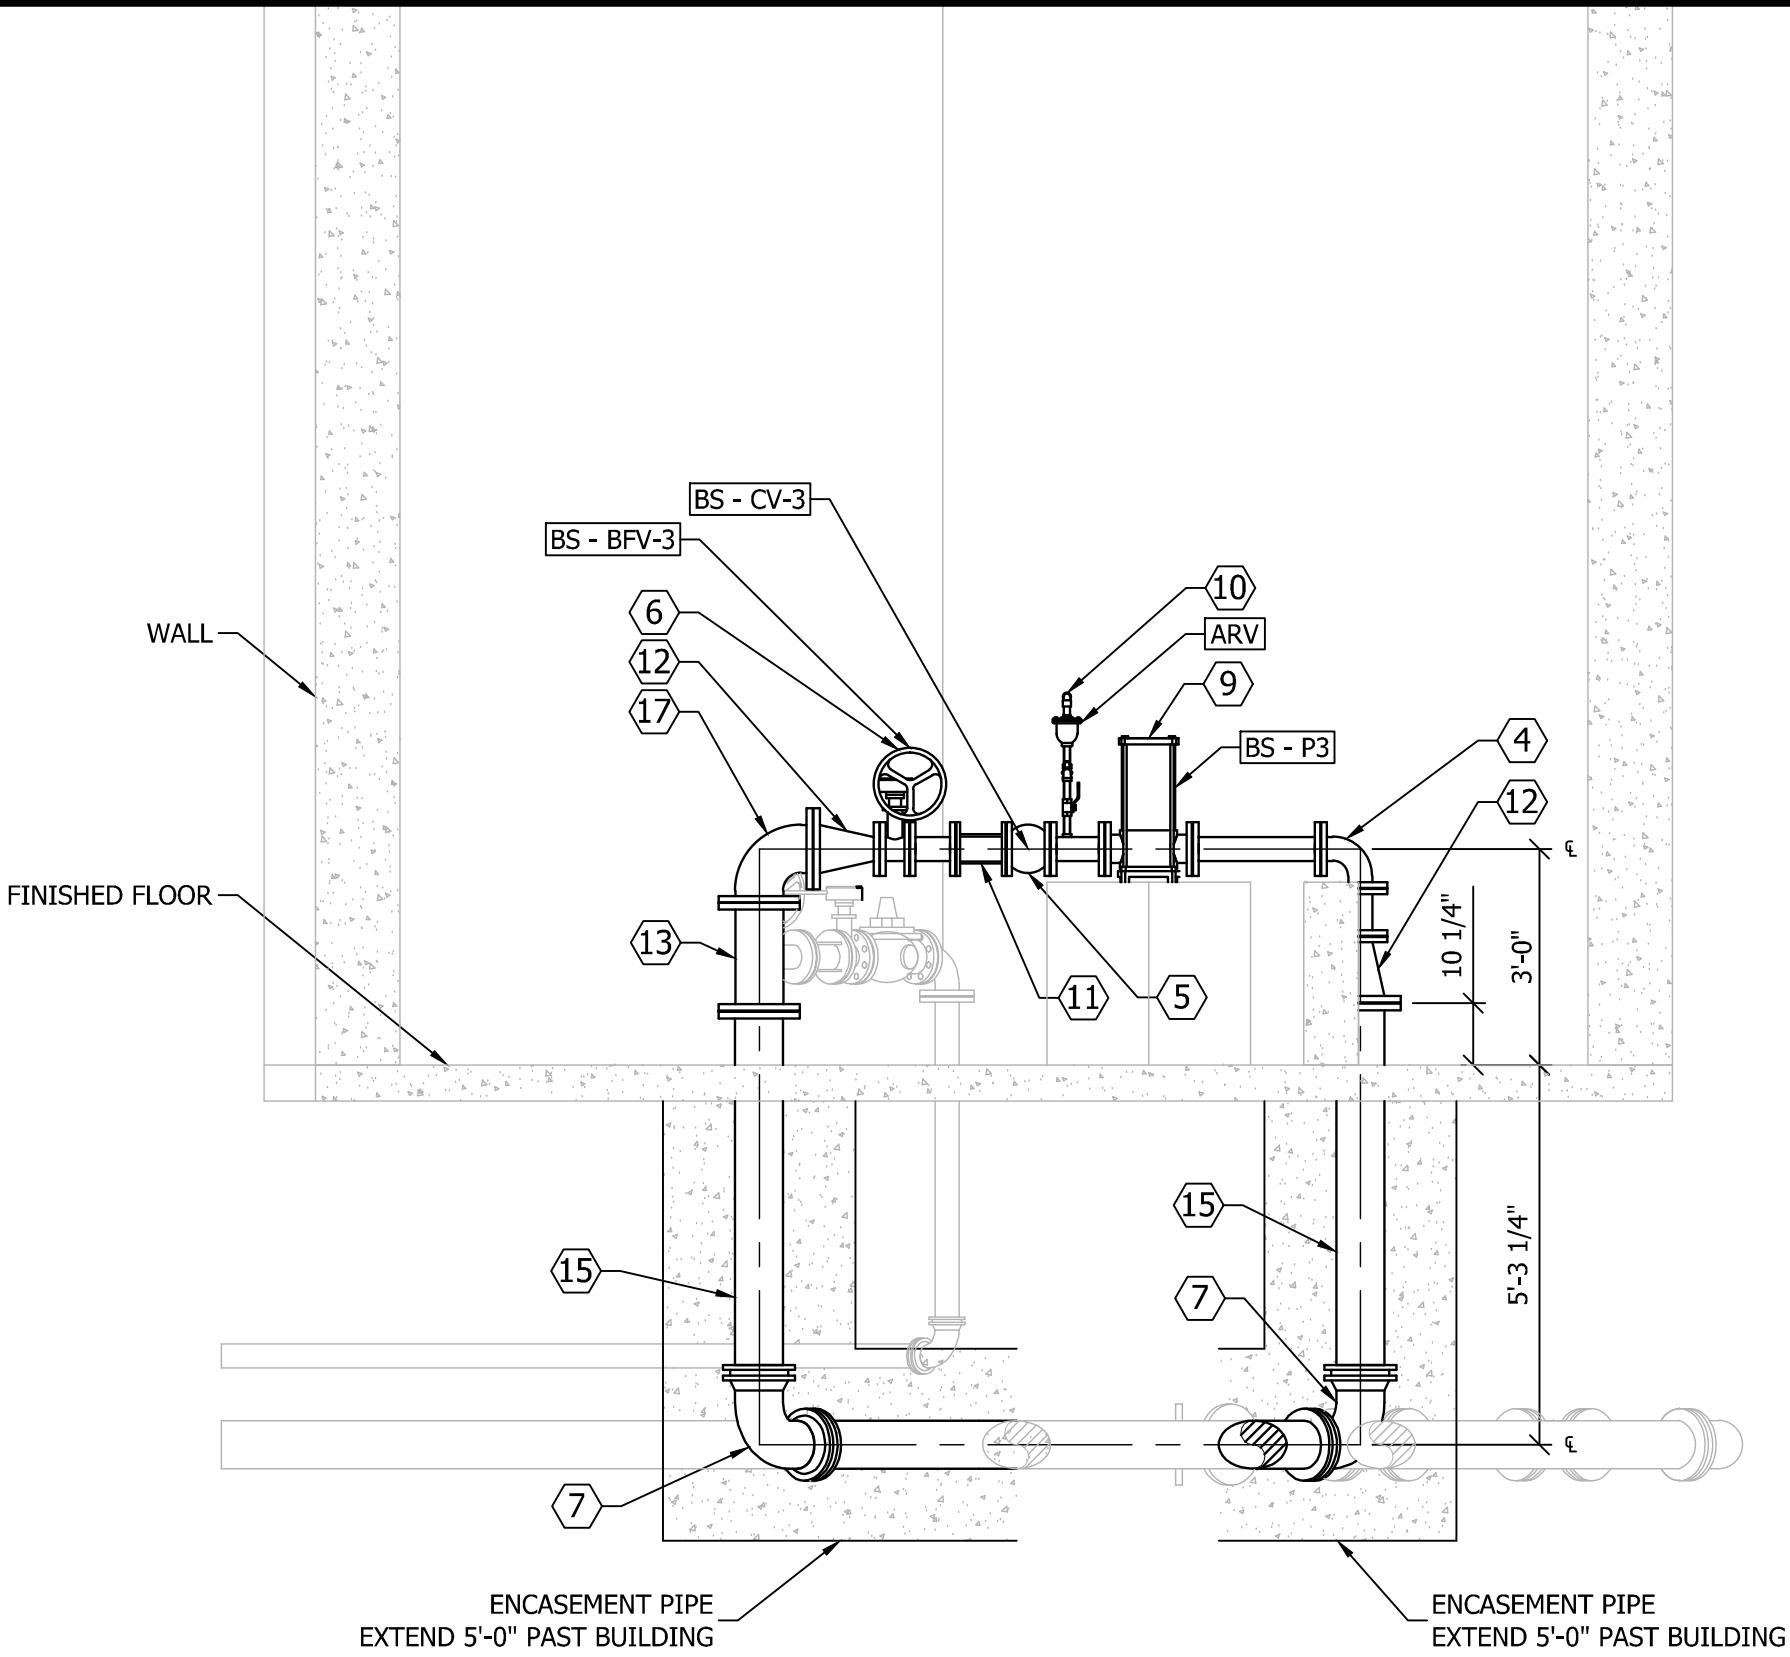 BS - CV-3
BS - BFV-3
10
6
ARV
WALL
12
9
17
4
BS - P3
12
℄
FINISHED FLOOR
10 1/4"
3'-0"
13
11
5
15
5'-3 1/4"
15
7
℄
7
ENCASEMENT PIPE
EXTEND 5'-0" PAST BUILDING
ENCASEMENT PIPE
EXTEND 5'-0" PAST BUILDING